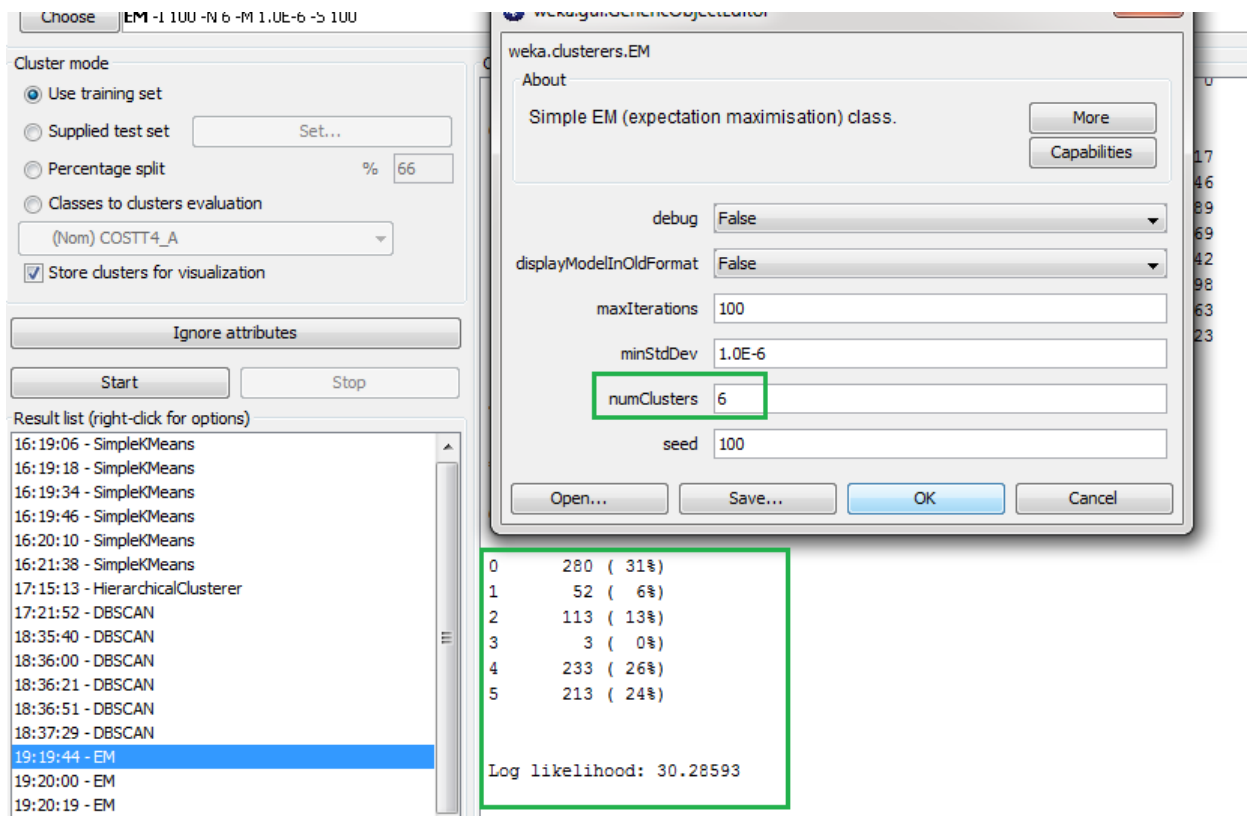 Choose EM -I 100 -N 6 -M 1.0E-6 -S 100
Cluster mode
Use training set
Supplied test set Set...
Percentage split % 66
Classes to clusters evaluation
(Nom) COSTT4_A
Store clusters for visualization
Ignore attributes
Start Stop
Result list (right-click for options)
16:19:06 - SimpleKMeans
16:19:18 - SimpleKMeans
16:19:34 - SimpleKMeans
16:19:46 - SimpleKMeans
16:20:10 - SimpleKMeans
16:21:38 - SimpleKMeans
17:15:13 - HierarchicalClusterer
17:21:52 - DBSCAN
18:35:40 - DBSCAN
18:36:00 - DBSCAN
18:36:21 - DBSCAN
18:36:51 - DBSCAN
18:37:29 - DBSCAN
19:19:44 - EM
19:20:00 - EM
19:20:19 - EM
weka.gui.GenericObjectEditor
weka.clusterers.EM
About
Simple EM (expectation maximisation) class.
More
Capabilities
debug False
displayModelInOldFormat False
maxIterations 100
minStdDev 1.0E-6
numClusters 6
seed 100
Open... Save... OK Cancel
17
46
89
69
42
98
63
23
0 280 ( 31%)
1 52 ( 6%)
2 113 ( 13%)
3 3 ( 0%)
4 233 ( 26%)
5 213 ( 24%)
Log likelihood: 30.28593